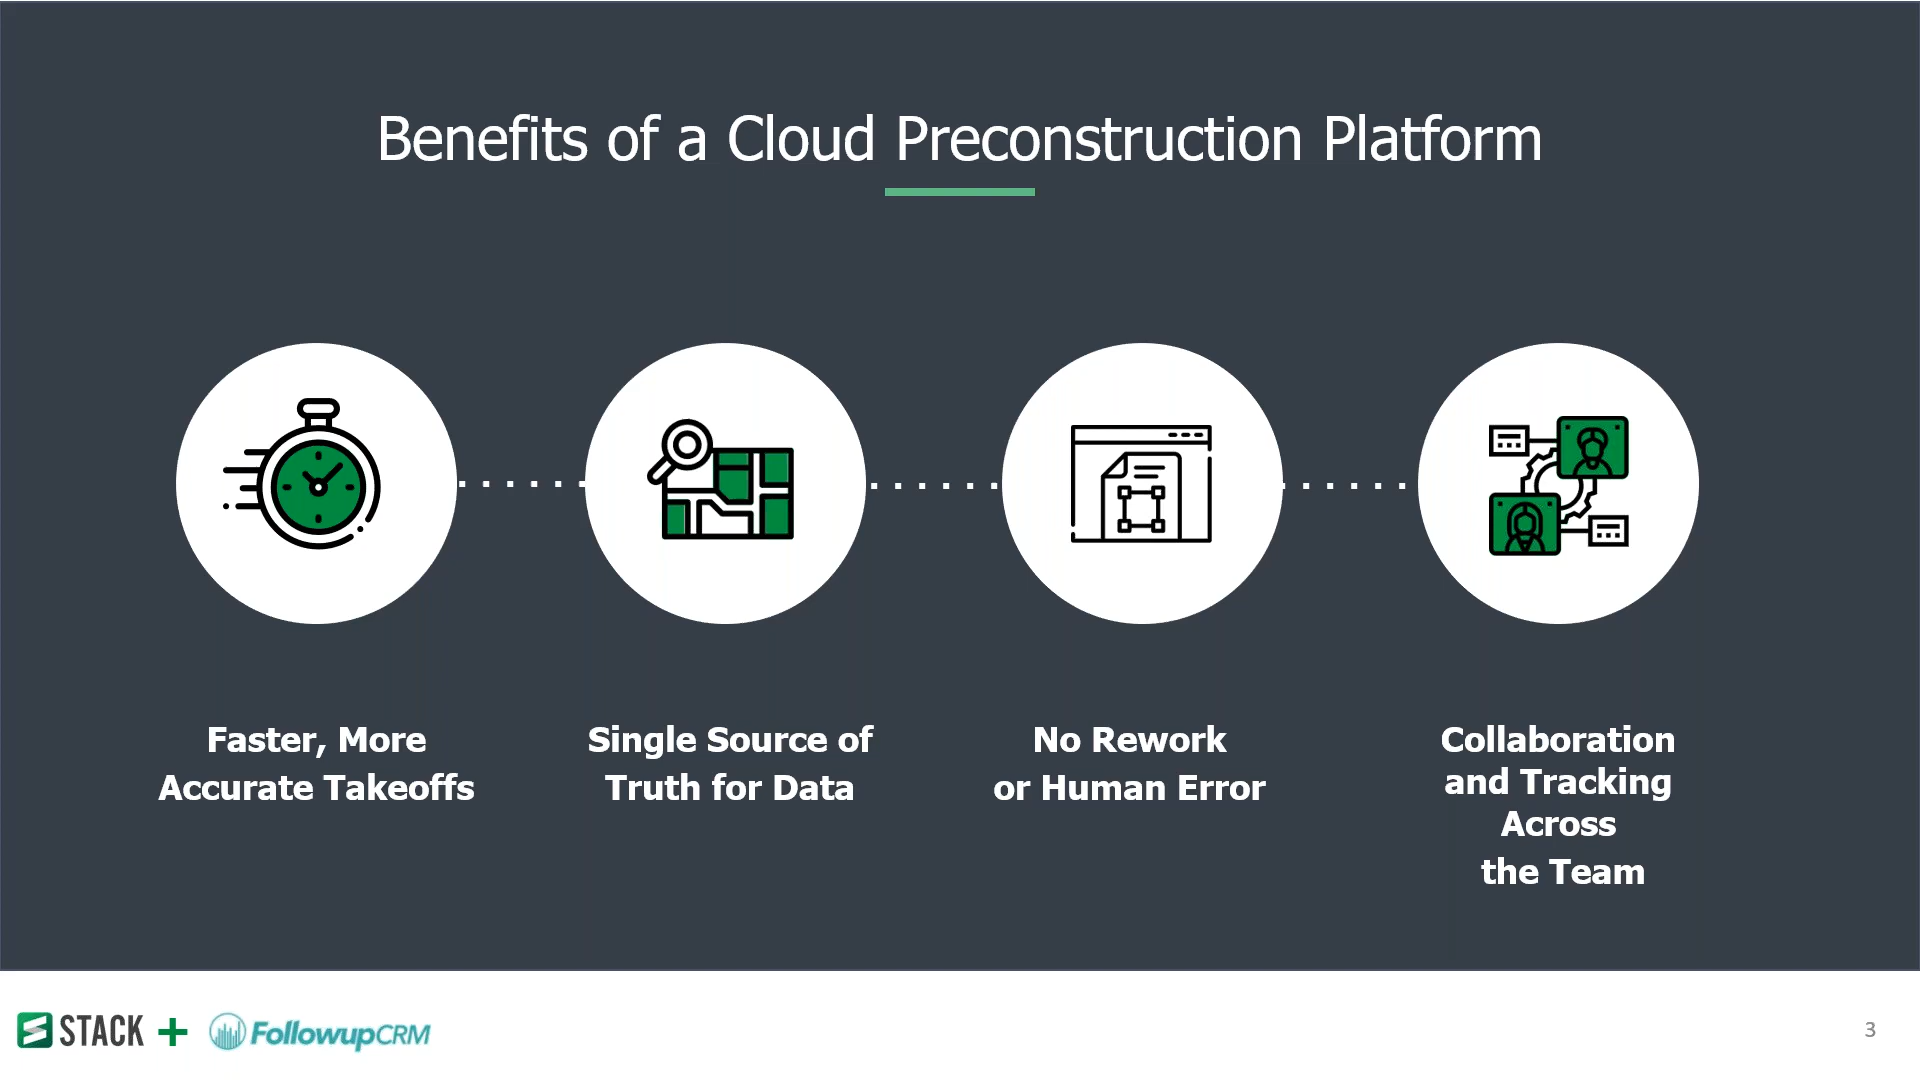 Benefits of a Cloud Preconstruction Platform
Faster, More
Accurate Takeoffs
Single Source of
Truth for Data
No Rework
or Human Error
Collaboration
and Tracking
Across
the Team
STACK + FollowupCRM
3